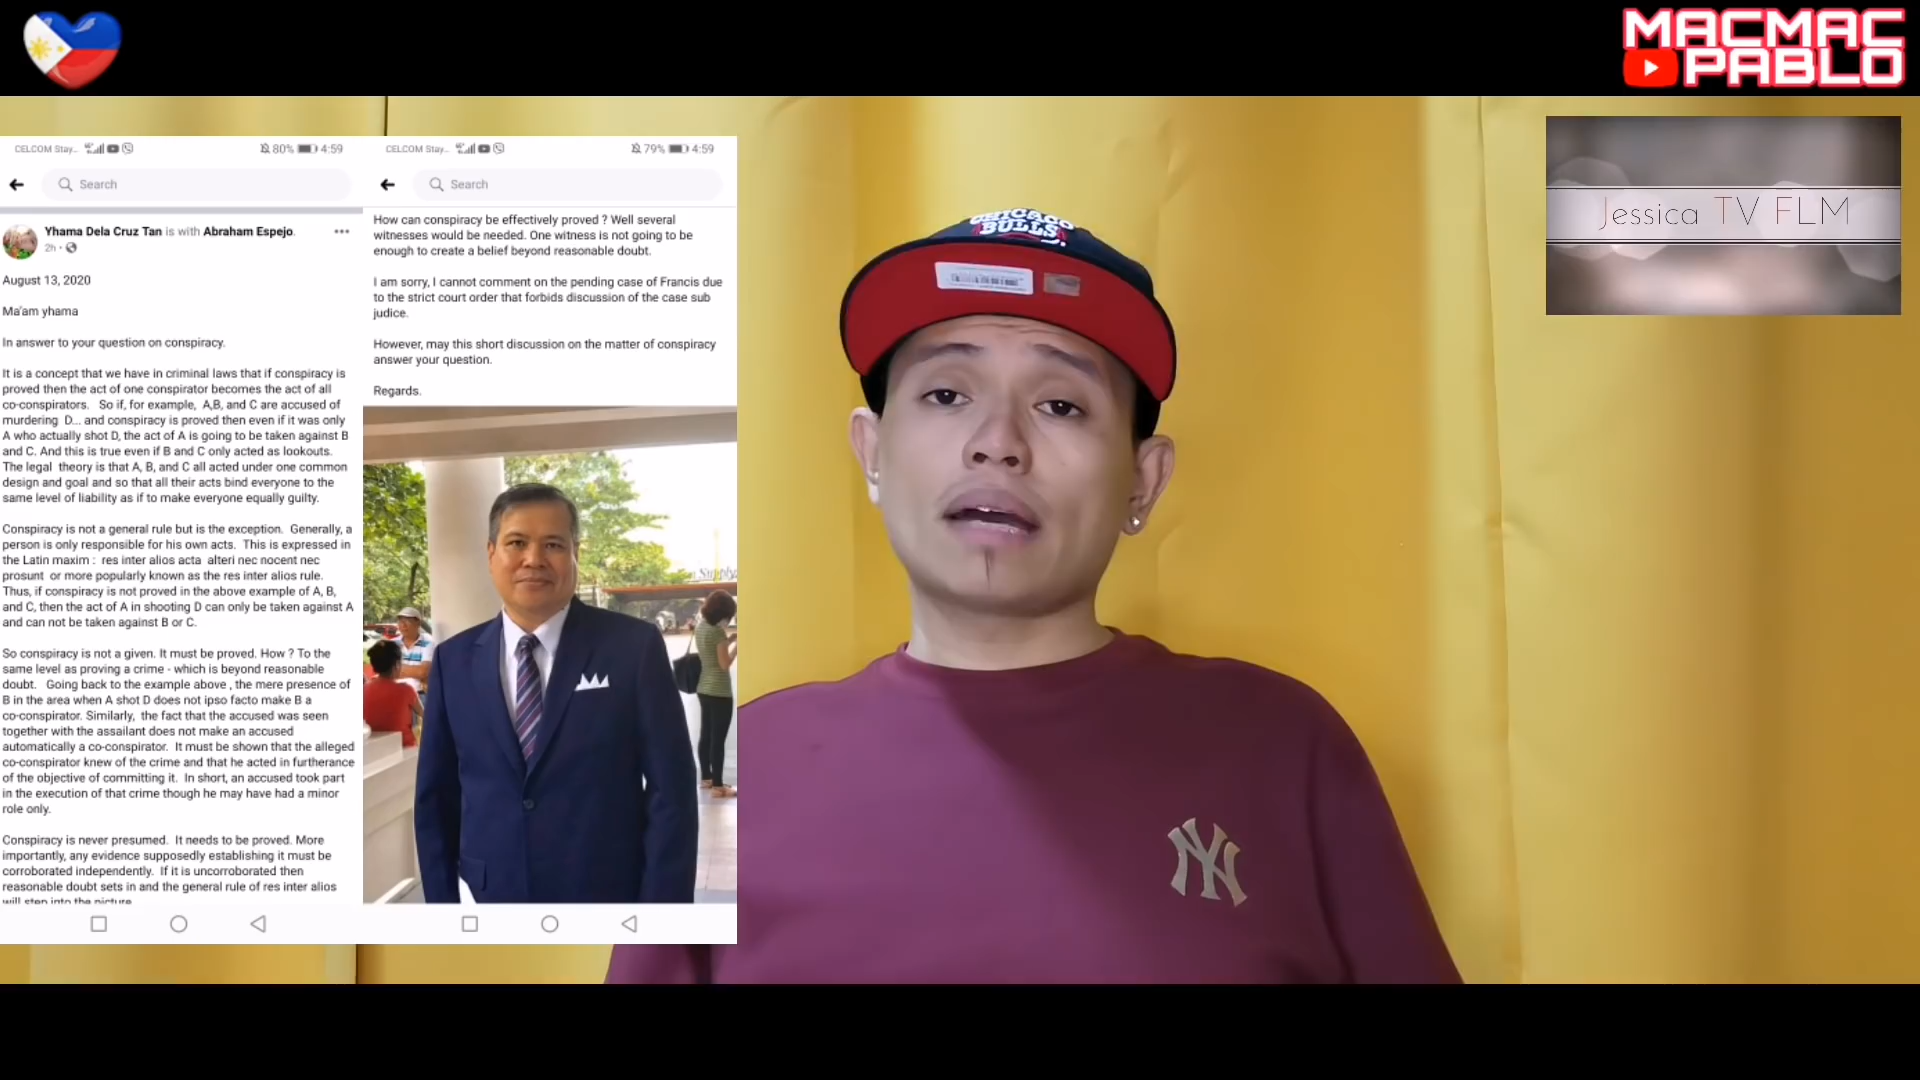 MACMAC
PABLO
Jessica TV FLM
CELCOM Stay...
80%
4:59
Search
Yhama Dela Cruz Tan is with Abraham Espejo.
2h
August 13, 2020
Ma'am yhama
In answer to your question on conspiracy.
It is a concept that we have in criminal laws that if conspiracy is
proved then the act of one conspirator becomes the act of all
co-conspirators. So if, for example, A,B, and C are accused of
murdering D... and conspiracy is proved then even if it was only
A who actually shot D, the act of A is going to be taken against B
and C. And this is true even if B and C only acted as lookouts.
The legal theory is that A, B, and C all acted under one common
design and goal and so that all their acts bind everyone to the
same level of liability as if to make everyone equally guilty.
Conspiracy is not a general rule but is the exception. Generally, a
person is only responsible for his own acts. This is expressed in
the Latin maxim : res inter alios acta alteri nec nocent nec
prosunt or more popularly known as the res inter alios rule.
Thus, if conspiracy is not proved in the above example of A, B,
and C, then the act of A in shooting D can only be taken against A
and can not be taken against B or C.
So conspiracy is not a given. It must be proved. How ? To the
same level as proving a crime - which is beyond reasonable
doubt. Going back to the example above , the mere presence of
B in the area when A shot D does not ipso facto make B a
co-conspirator. Similarly, the fact that the accused was seen
together with the assailant does not make an accused
automatically a co-conspirator. It must be shown that the alleged
co-conspirator knew of the crime and that he acted in furtherance
of the objective of committing it. In short, an accused took part
in the execution of that crime though he may have had a minor
role only.
Conspiracy is never presumed. It needs to be proved. More
importantly, any evidence supposedly establishing it must be
corroborated independently. If it is uncorroborated then
reasonable doubt sets in and the general rule of res inter alios
will step into the picture
CELCOM Stay...
79%
4:59
Search
How can conspiracy be effectively proved ? Well several
witnesses would be needed. One witness is not going to be
enough to create a belief beyond reasonable doubt.
I am sorry, I cannot comment on the pending case of Francis due
to the strict court order that forbids discussion of the case sub
judice.
However, may this short discussion on the matter of conspiracy
answer your question.
Regards.
Supply
CHICAGO
BULLS
NY